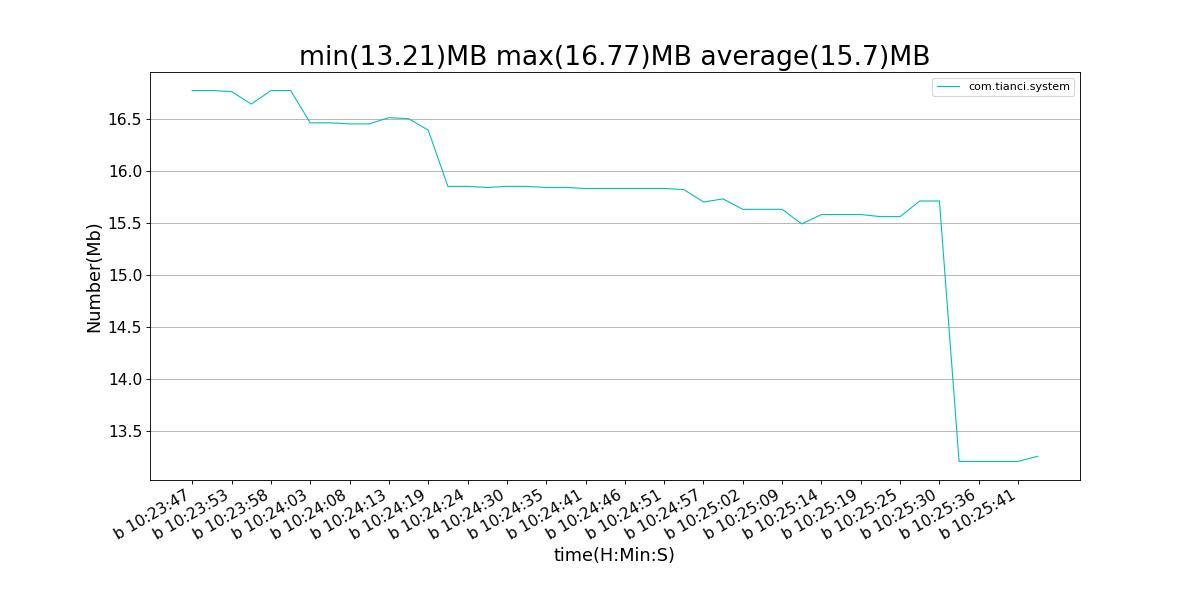 min(13.21)MB max(16.77)MB average(15.7)MB
com.tianci.system
16.5
16.0
15.5
15.0
14.5
14.0
13.5
Number(Mb)
b 10:23:47
b 10:23:53
b 10:23:58
b 10:24:03
b 10:24:08
b 10:24:13
b 10:24:19
b 10:24:24
b 10:24:30
b 10:24:35
b 10:24:41
b 10:24:46
b 10:24:51
b 10:24:57
b 10:25:02
b 10:25:09
b 10:25:14
b 10:25:19
b 10:25:25
b 10:25:30
b 10:25:36
b 10:25:41
time(H:Min:S)